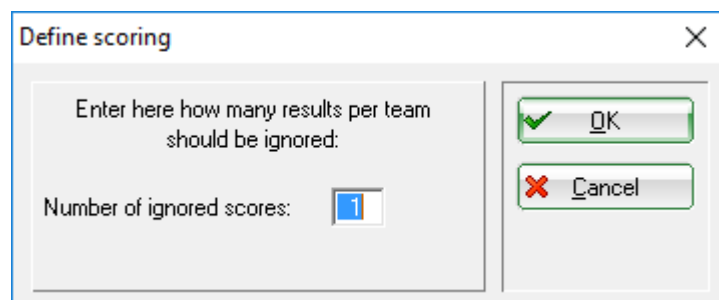 Define scoring
Enter here how many results per team
should be ignored:
Number of ignored scores: 1
OK
Cancel